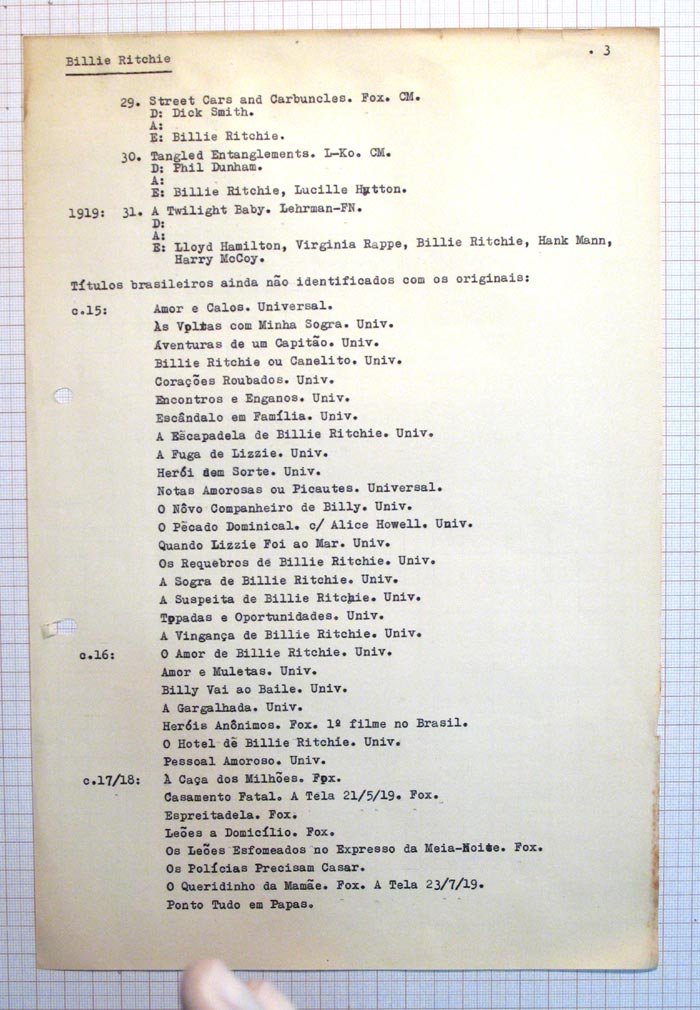 Billie Ritchie
. 3
29. Street Cars and Carbuncles. Fox. CM.
D: Dick Smith.
A:
E: Billie Ritchie.
30. Tangled Entanglements. L-Ko. CM.
D: Phil Dunham.
A:
E: Billie Ritchie, Lucille Hutton.
1919: 31. A Twilight Baby. Lehrman-FN.
D:
A:
E: Lloyd Hamilton, Virginia Rappe, Billie Ritchie, Hank Mann,
Harry McCoy.
Títulos brasileiros ainda não identificados com os originais:
c.15: Amor e Calos. Universal.
Às Voltas com Minha Sogra. Univ.
Aventuras de um Capitão. Univ.
Billie Ritchie ou Canelito. Univ.
Corações Roubados. Univ.
Encontros e Enganos. Univ.
Escândalo em Família. Univ.
A Escapadela de Billie Ritchie. Univ.
A Fuga de Lizzie. Univ.
Herói sem Sorte. Univ.
Notas Amorosas ou Picautes. Universal.
O Nôvo Companheiro de Billy. Univ.
O Pecado Dominical. c/ Alice Howell. Univ.
Quando Lizzie Foi ao Mar. Univ.
Os Requebros de Billie Ritchie. Univ.
A Sogra de Billie Ritchie. Univ.
A Suspeita de Billie Ritchie. Univ.
Topadas e Oportunidades. Univ.
A Vingança de Billie Ritchie. Univ.
c.16: O Amor de Billie Ritchie. Univ.
Amor e Muletas. Univ.
Billy Vai ao Baile. Univ.
A Gargalhada. Univ.
Heróis Anônimos. Fox. 1º filme no Brasil.
O Hotel de Billie Ritchie. Univ.
Pessoal Amoroso. Univ.
c.17/18: À Caça dos Milhões. Fox.
Casamento Fatal. A Tela 21/5/19. Fox.
Espreitadela. Fox.
Leões a Domicílio. Fox.
Os Leões Esfomeados no Expresso da Meia-Noite. Fox.
Os Polícias Precisam Casar.
O Queridinho da Mamãe. Fox. A Tela 23/7/19.
Ponto Tudo em Papas.